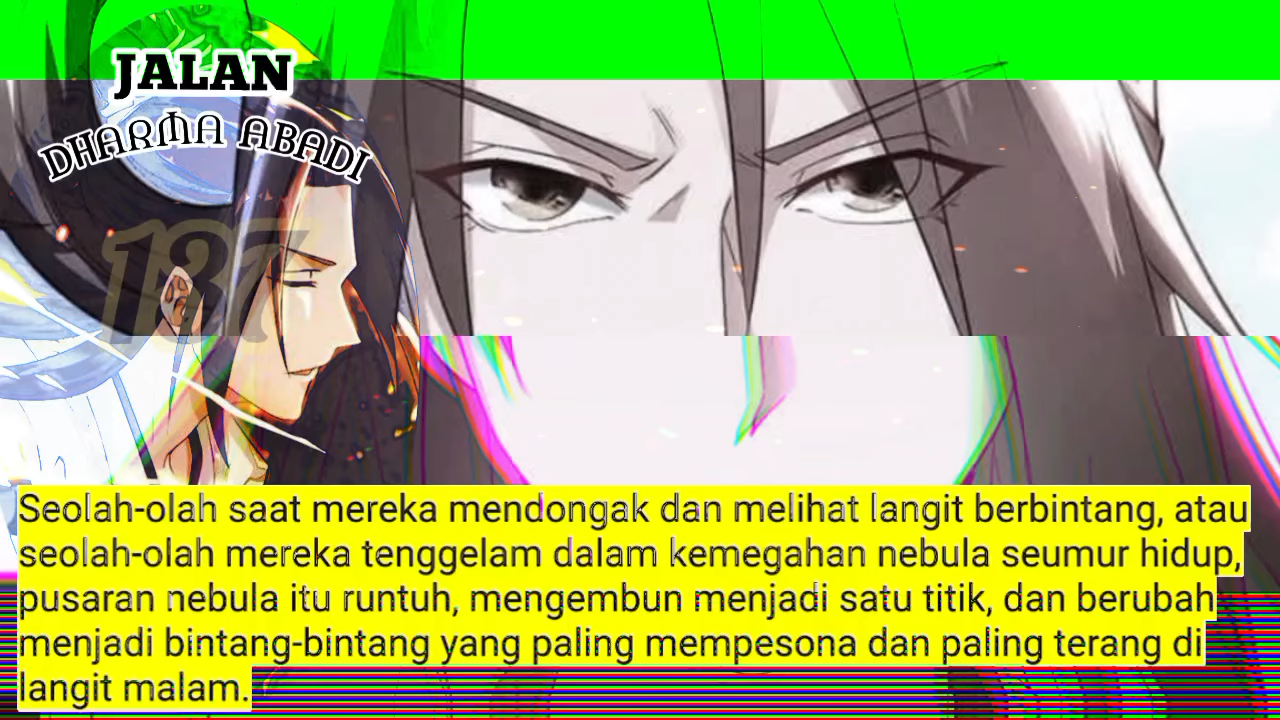 JALAN
DHARMA ABADI
137
Seolah-olah saat mereka mendongak dan melihat langit berbintang, atau
seolah-olah mereka tenggelam dalam kemegahan nebula seumur hidup,
pusaran nebula itu runtuh, mengembun menjadi satu titik, dan berubah
menjadi bintang-bintang yang paling mempesona dan paling terang di
langit malam.